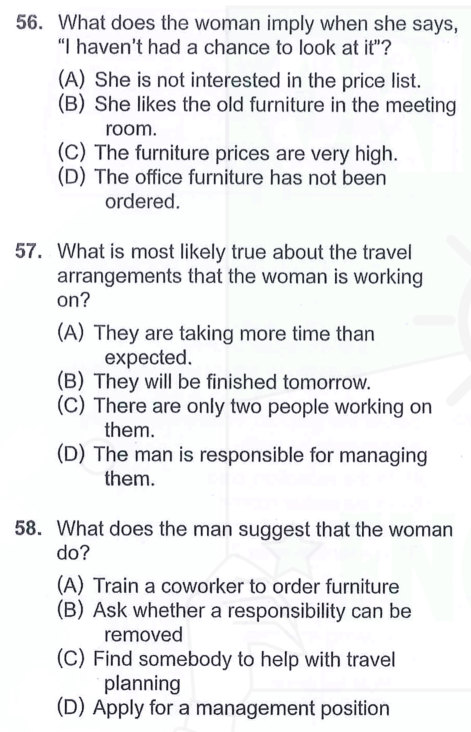 56. What does the woman imply when she says,
"I haven't had a chance to look at it"?
(A) She is not interested in the price list.
(B) She likes the old furniture in the meeting
room.
(C) The furniture prices are very high.
(D) The office furniture has not been
ordered.
57. What is most likely true about the travel
arrangements that the woman is working
on?
(A) They are taking more time than
expected.
(B) They will be finished tomorrow.
(C) There are only two people working on
them.
(D) The man is responsible for managing
them.
58. What does the man suggest that the woman
do?
(A) Train a coworker to order furniture
(B) Ask whether a responsibility can be
removed
(C) Find somebody to help with travel
planning
(D) Apply for a management position